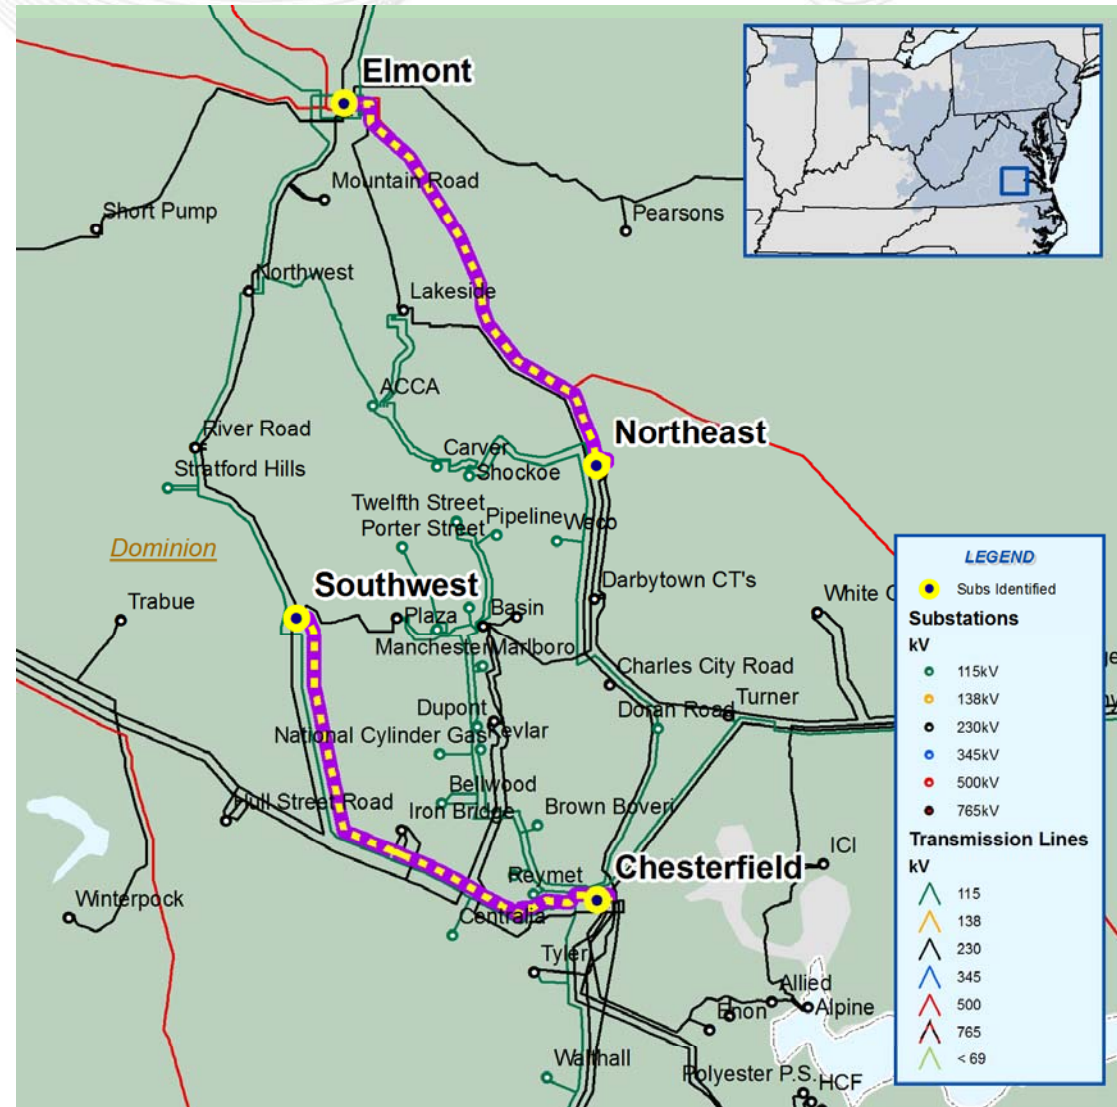 Elmont
Mountain Road
Short Pump
Pearsons
Northwest
Lakeside
ACCA
River Road
Northeast
Carver
Stratford Hills
Shockoe
Twelfth Street
Pipeline
Weco
Porter Street
Dominion
Southwest
Darbytown CT's
Trabue
Basin
Plaza
White
Manchester
Marlboro
Charles City Road
Turner
Dupont
Doran Road
National Cylinder Gas
Kevlar
Bellwood
Hull Street Road
Iron Bridge
Brown Boveri
ICI
Chesterfield
Reymet
Winterpock
Centralia
Tyler
Allied
Enon
Alpine
Walthall
Polyester P.S.
HCF
LEGEND
Subs Identified
Substations
kV
115kV
138kV
230kV
345kV
500kV
765kV
Transmission Lines
kV
115
138
230
345
500
765
< 69